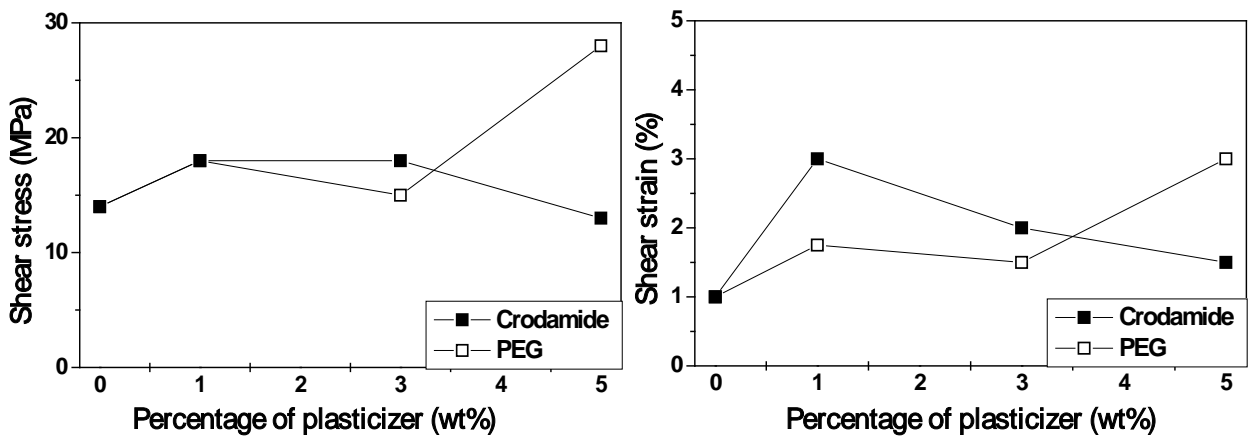 30
20
10
0
Shear stress (MPa)
Crodamide
PEG
0 1 2 3 4 5
Percentage of plasticizer (wt%)
5
4
3
2
1
0
Shear strain (%)
Crodamide
PEG
0 1 2 3 4 5
Percentage of plasticizer (wt%)